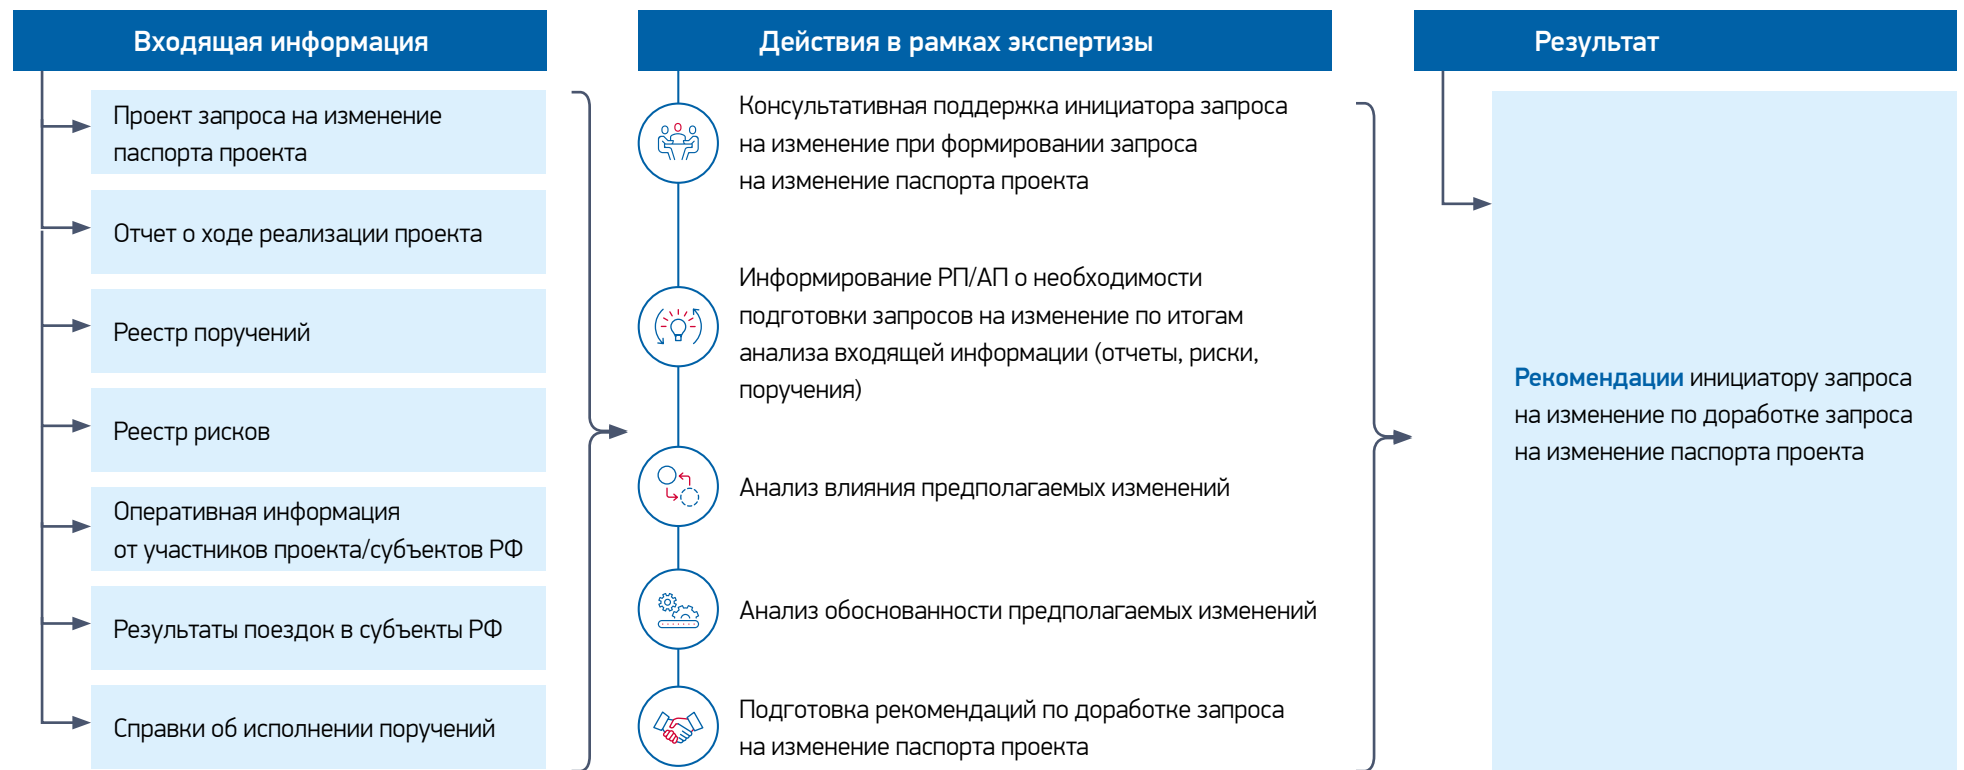 Входящая информация
Проект запроса на изменение
паспорта проекта
Отчет о ходе реализации проекта
Реестр поручений
Реестр рисков
Оперативная информация
от участников проекта/субъектов РФ
Результаты поездок в субъекты РФ
Справки об исполнении поручений
Действия в рамках экспертизы
Консультативная поддержка инициатора запроса
на изменение при формировании запроса
на изменение паспорта проекта
Информирование РП/АП о необходимости
подготовки запросов на изменение по итогам
анализа входящей информации (отчеты, риски,
поручения)
Анализ влияния предполагаемых изменений
Анализ обоснованности предполагаемых изменений
Подготовка рекомендаций по доработке запроса
на изменение паспорта проекта
Результат
Рекомендации инициатору запроса
на изменение по доработке запроса
на изменение паспорта проекта